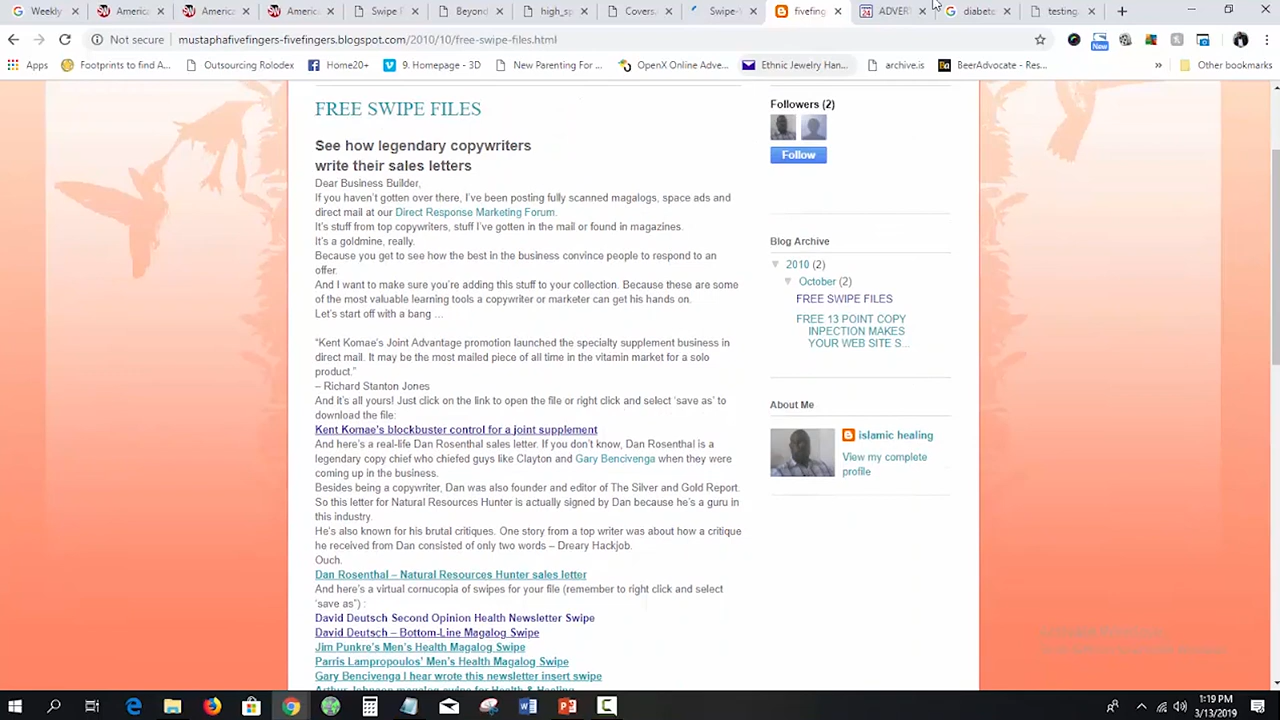 Weekly
America
America
America
Swipe.
Beyond
high_sp
Covers.
Swipe-
fivefing
24 ADVERT
diabete
testing.
Not secure mustaphafivefingers-fivefingers.blogspot.com/2010/10/free-swipe-files.html
New
Apps Footprints to find A... Outsourcing Rolodex Home20+ 9. Homepage - 3D New Parenting For ... OpenX Online Adve... Ethnic Jewelry Han... archive.is BeerAdvocate - Res... » Other bookmarks
FREE SWIPE FILES
See how legendary copywriters
write their sales letters
Dear Business Builder,
If you haven't gotten over there, I've been posting fully scanned magalogs, space ads and
direct mail at our Direct Response Marketing Forum.
It's stuff from top copywriters, stuff I've gotten in the mail or found in magazines.
It's a goldmine, really.
Because you get to see how the best in the business convince people to respond to an
offer.
And I want to make sure you're adding this stuff to your collection. Because these are some
of the most valuable learning tools a copywriter or marketer can get his hands on.
Let's start off with a bang ...
"Kent Komae's Joint Advantage promotion launched the specialty supplement business in
direct mail. It may be the most mailed piece of all time in the vitamin market for a solo
product."
– Richard Stanton Jones
And it's all yours! Just click on the link to open the file or right click and select 'save as' to
download the file:
Kent Komae's blockbuster control for a joint supplement
And here's a real-life Dan Rosenthal sales letter. If you don't know, Dan Rosenthal is a
legendary copy chief who chiefed guys like Clayton and Gary Bencivenga when they were
coming up in the business.
Besides being a copywriter, Dan was also founder and editor of The Silver and Gold Report.
So this letter for Natural Resources Hunter is actually signed by Dan because he's a guru in
this industry.
He's also known for his brutal critiques. One story from a top writer was about how a critique
he received from Dan consisted of only two words – Dreary Hackjob.
Ouch.
Dan Rosenthal – Natural Resources Hunter sales letter
And here's a virtual cornucopia of swipes for your file (remember to right click and select
'save as") :
David Deutsch Second Opinion Health Newsletter Swipe
David Deutsch – Bottom-Line Magalog Swipe
Jim Punkre's Men's Health Magalog Swipe
Parris Lampropoulos' Men's Health Magalog Swipe
Gary Bencivenga I hear wrote this newsletter insert swipe
Arthur Johnson magalog swipe for Health & Healing
Followers (2)
Follow
Blog Archive
2010 (2)
October (2)
FREE SWIPE FILES
FREE 13 POINT COPY
INPECTION MAKES
YOUR WEB SITE S...
About Me
islamic healing
View my complete
profile
1:19 PM
3/13/2019